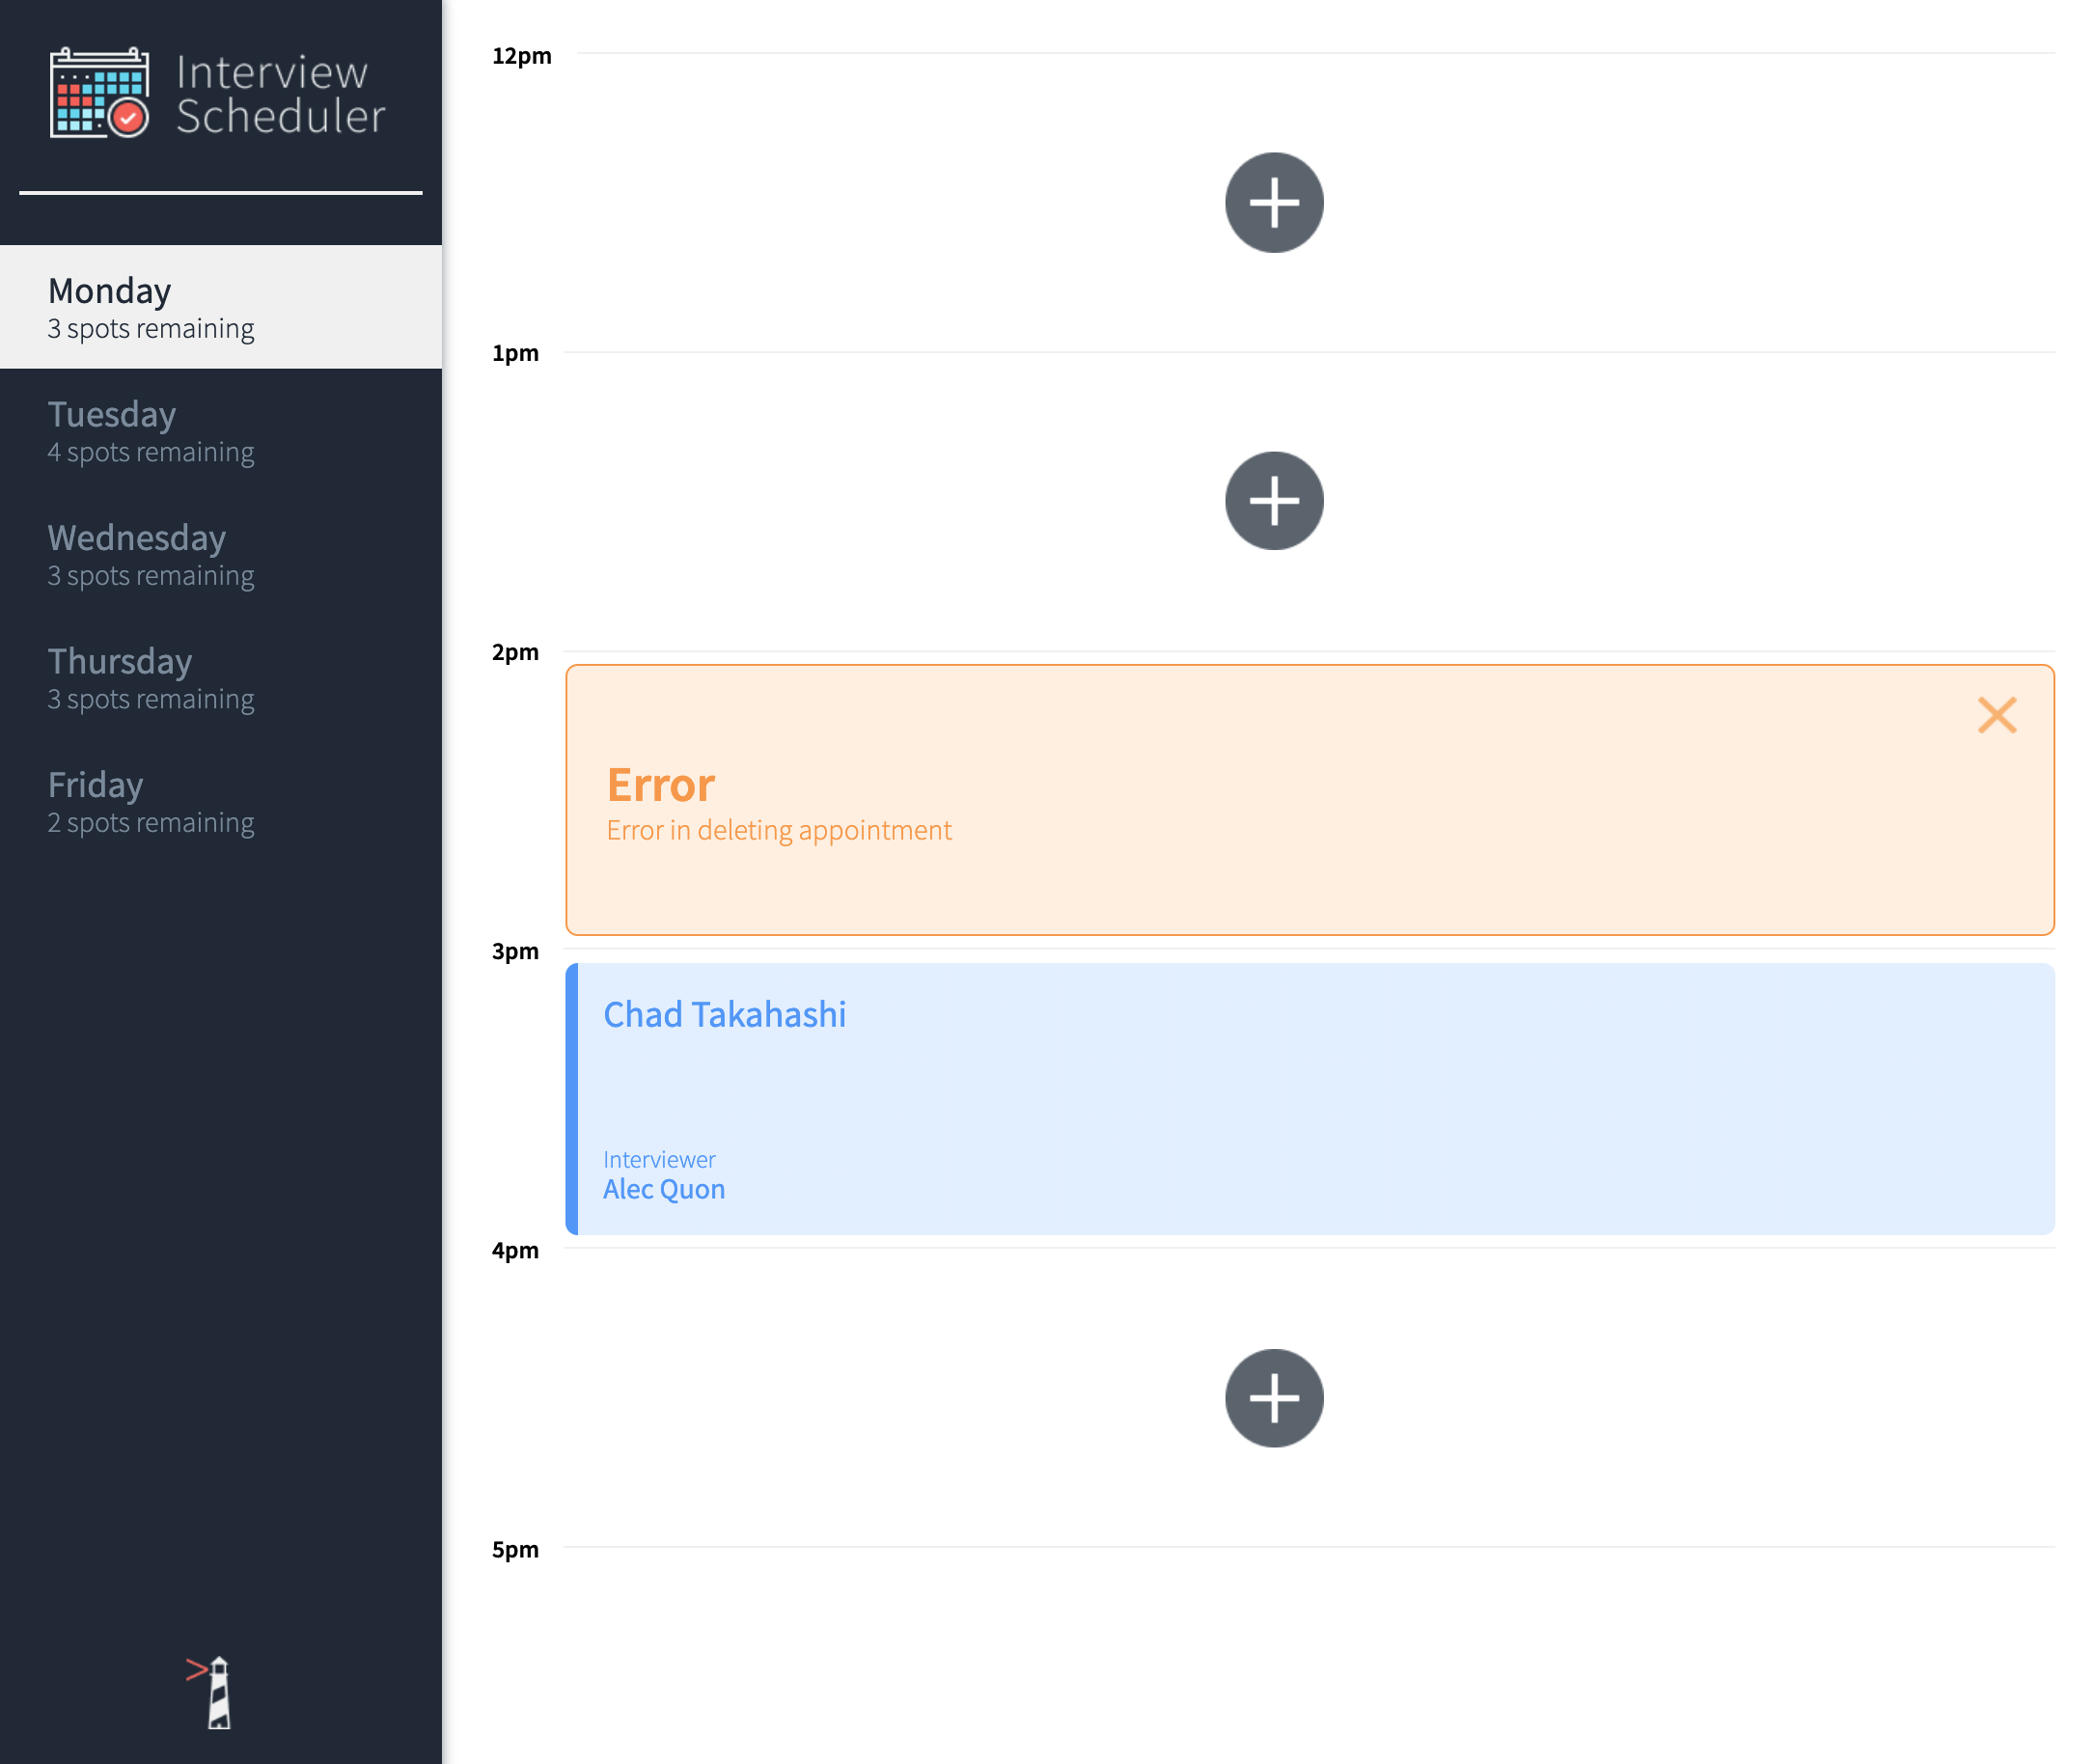 Interview
Scheduler
Monday
3 spots remaining
Tuesday
4 spots remaining
Wednesday
3 spots remaining
Thursday
3 spots remaining
Friday
2 spots remaining
12pm
1pm
2pm
Error
Error in deleting appointment
3pm
Chad Takahashi
Interviewer
Alec Quon
4pm
5pm